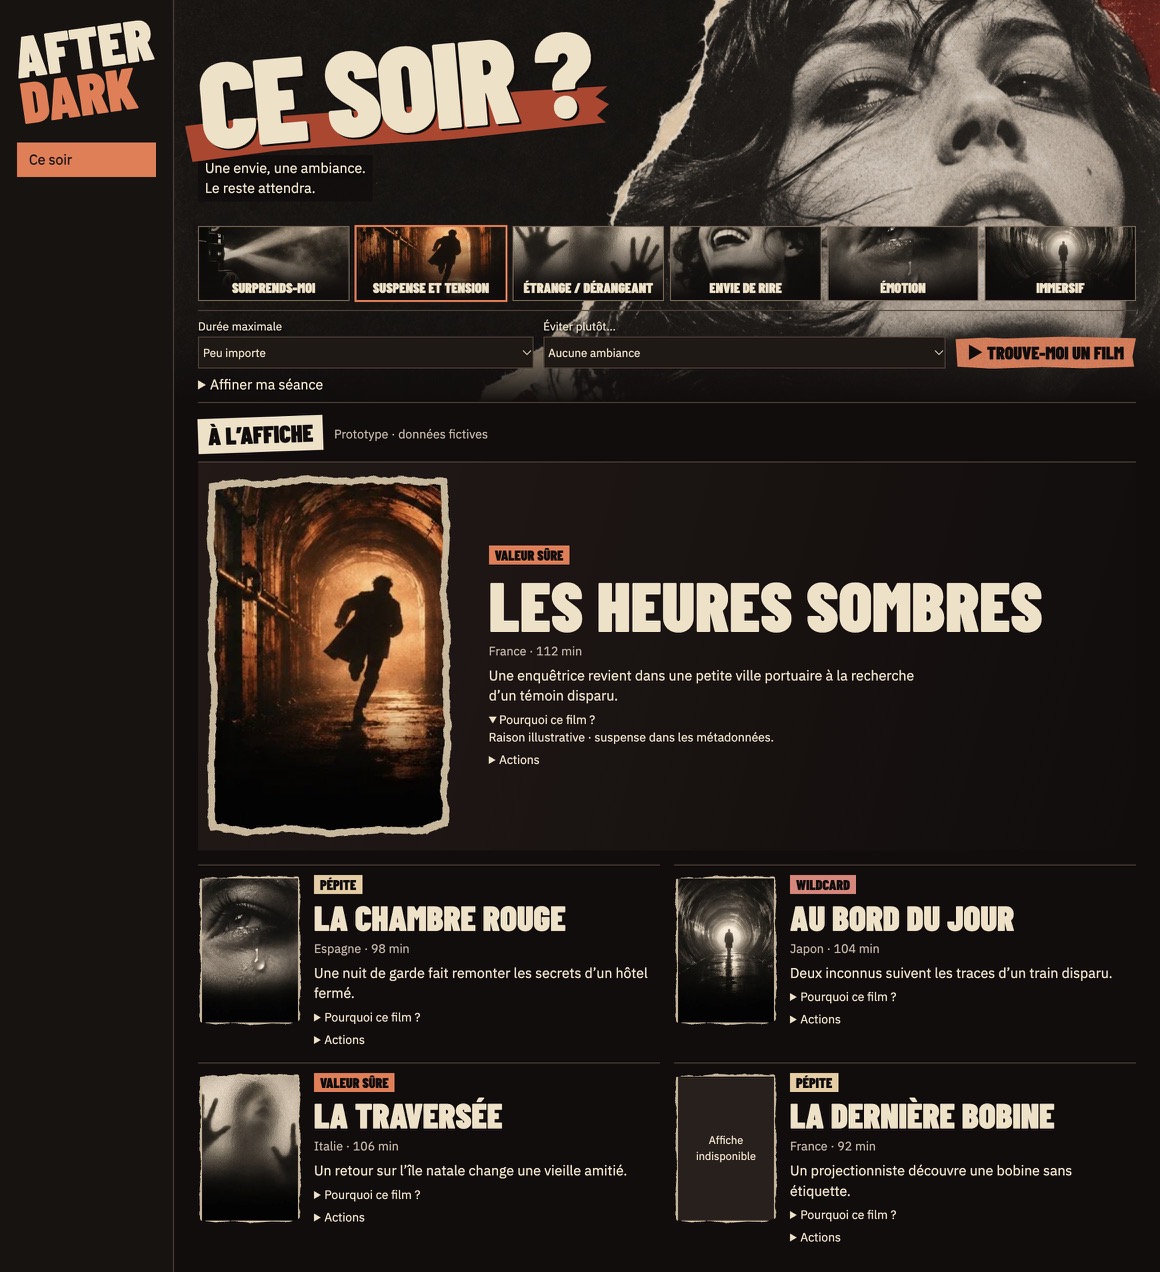 AFTER
DARK
Ce soir
CE SOIR ?
Une envie, une ambiance.
Le reste attendra.
SURPRENDS-MOI
SUSPENSE ET TENSION
ÉTRANGE / DÉRANGEANT
ENVIE DE RIRE
ÉMOTION
IMMERSIF
Durée maximale
Peu importe
Éviter plutôt...
Aucune ambiance
▶ TROUVE-MOI UN FILM
▶ Affiner ma séance
À L'AFFICHE
Prototype · données fictives
VALEUR SÛRE
LES HEURES SOMBRES
France · 112 min
Une enquêtrice revient dans une petite ville portuaire à la recherche
d'un témoin disparu.
▼ Pourquoi ce film ?
Raison illustrative · suspense dans les métadonnées.
▶ Actions
PÉPITE
LA CHAMBRE ROUGE
Espagne · 98 min
Une nuit de garde fait remonter les secrets d'un hôtel
fermé.
▶ Pourquoi ce film ?
▶ Actions
WILDCARD
AU BORD DU JOUR
Japon · 104 min
Deux inconnus suivent les traces d'un train disparu.
▶ Pourquoi ce film ?
▶ Actions
VALEUR SÛRE
LA TRAVERSÉE
Italie · 106 min
Un retour sur l'île natale change une vieille amitié.
▶ Pourquoi ce film ?
▶ Actions
Affiche
indisponible
PÉPITE
LA DERNIÈRE BOBINE
France · 92 min
Un projectionniste découvre une bobine sans
étiquette.
▶ Pourquoi ce film ?
▶ Actions